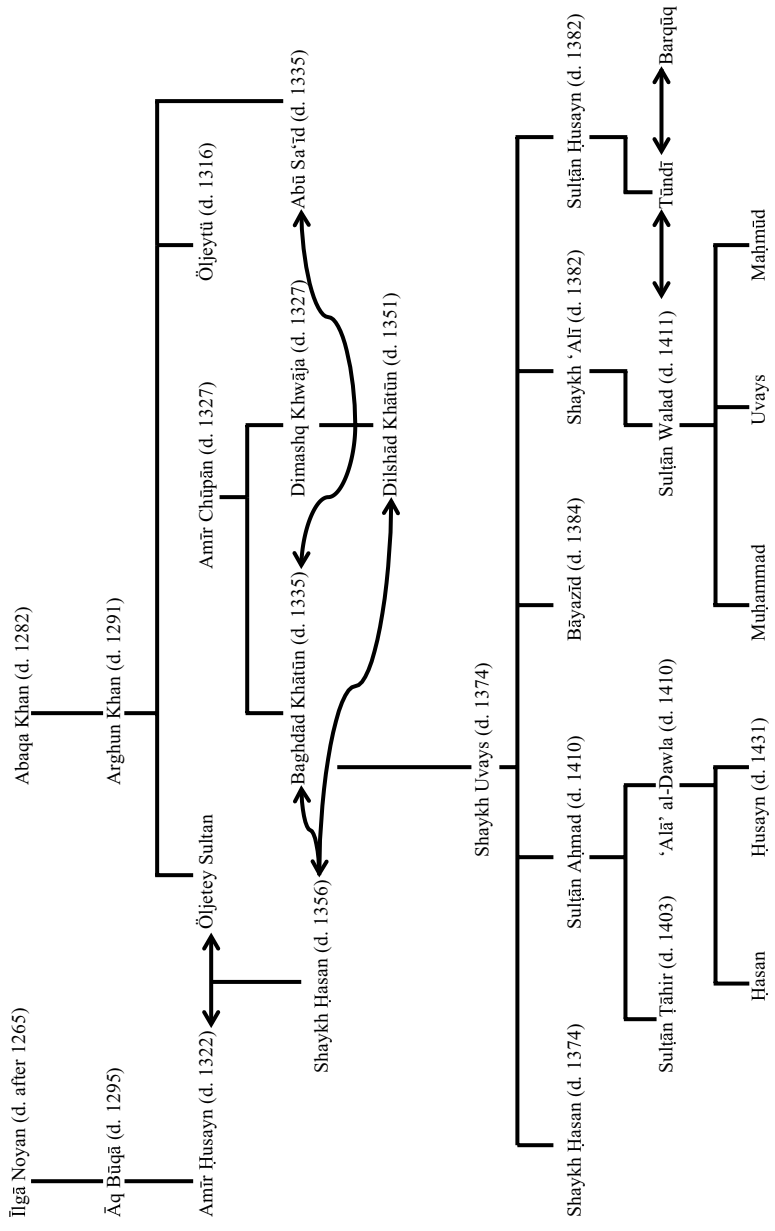 Īlgā Noyan (d. after 1265)
Abaqa Khan (d. 1282)
Āq Būqā (d. 1295)
Arghun Khan (d. 1291)
Amīr Ḥusayn (d. 1322)
Öljetey Sultan
Amīr Chūpān (d. 1327)
Öljeytü (d. 1316)
Shaykh Ḥasan (d. 1356)
Baghdād Khātūn (d. 1335)
Dimashq Khwāja (d. 1327)
Abū Sa‘īd (d. 1335)
Dilshād Khātūn (d. 1351)
Shaykh Uvays (d. 1374)
Shaykh Ḥasan (d. 1374)
Sulṭān Aḥmad (d. 1410)
Bāyazīd (d. 1384)
Shaykh ‘Alī (d. 1382)
Sulṭān Ḥusayn (d. 1382)
Sulṭān Ṭāhir (d. 1403)
‘Alā’ al-Dawla (d. 1410)
Sulṭān Walad (d. 1411)
Tūndī
Barqūq
Ḥasan
Ḥusayn (d. 1431)
Muḥammad
Uvays
Maḥmūd